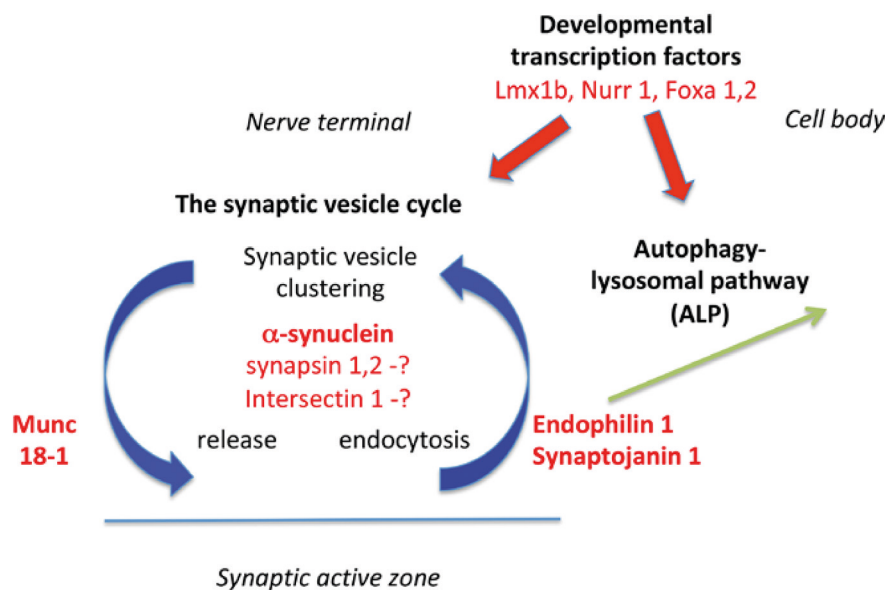 Developmental
transcription factors
Lmx1b, Nurr 1, Foxa 1,2
Nerve terminal
Cell body
The synaptic vesicle cycle
Synaptic vesicle
clustering
α-synuclein
synapsin 1,2 -?
Intersectin 1 -?
release
endocytosis
Munc
18-1
Autophagy-
lysosomal pathway
(ALP)
Endophilin 1
Synaptojanin 1
Synaptic active zone